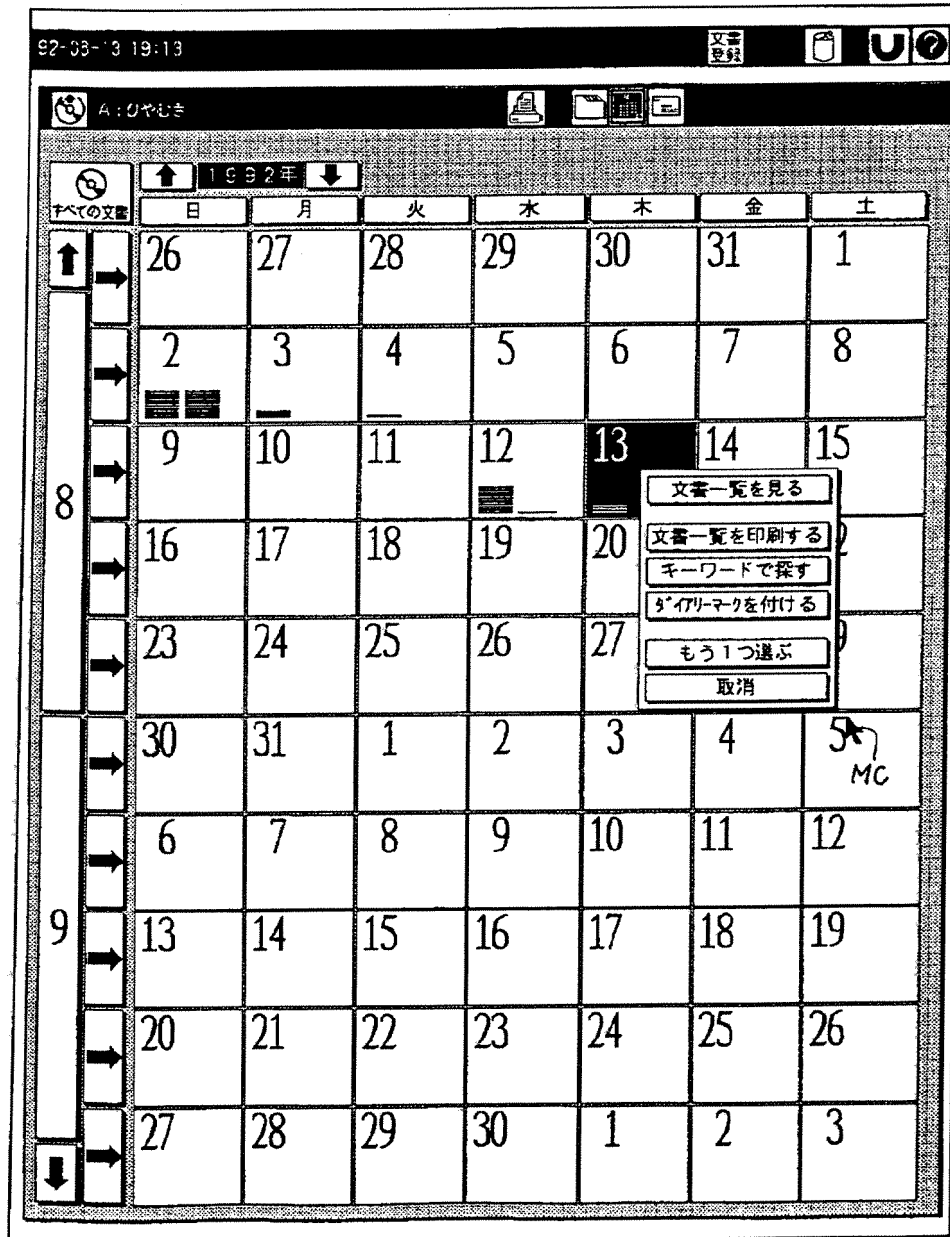 92-08-13 19:13
文書
登録
?
A:ひやむき
1992年
すべての文書
日 月 火 水 木 金 土
26 27 28 29 30 31 1
2 3 4 5 6 7 8
9 10 11 12 13 14 15
文書一覧を見る
8
文書一覧を印刷する
16 17 18 19 20
キーワードで探す
ダイアリーマークを付ける
23 24 25 26 27
もう1つ選ぶ
取消
30 31 1 2 3 4 5
MC
6 7 8 9 10 11 12
9
13 14 15 16 17 18 19
20 21 22 23 24 25 26
27 28 29 30 1 2 3